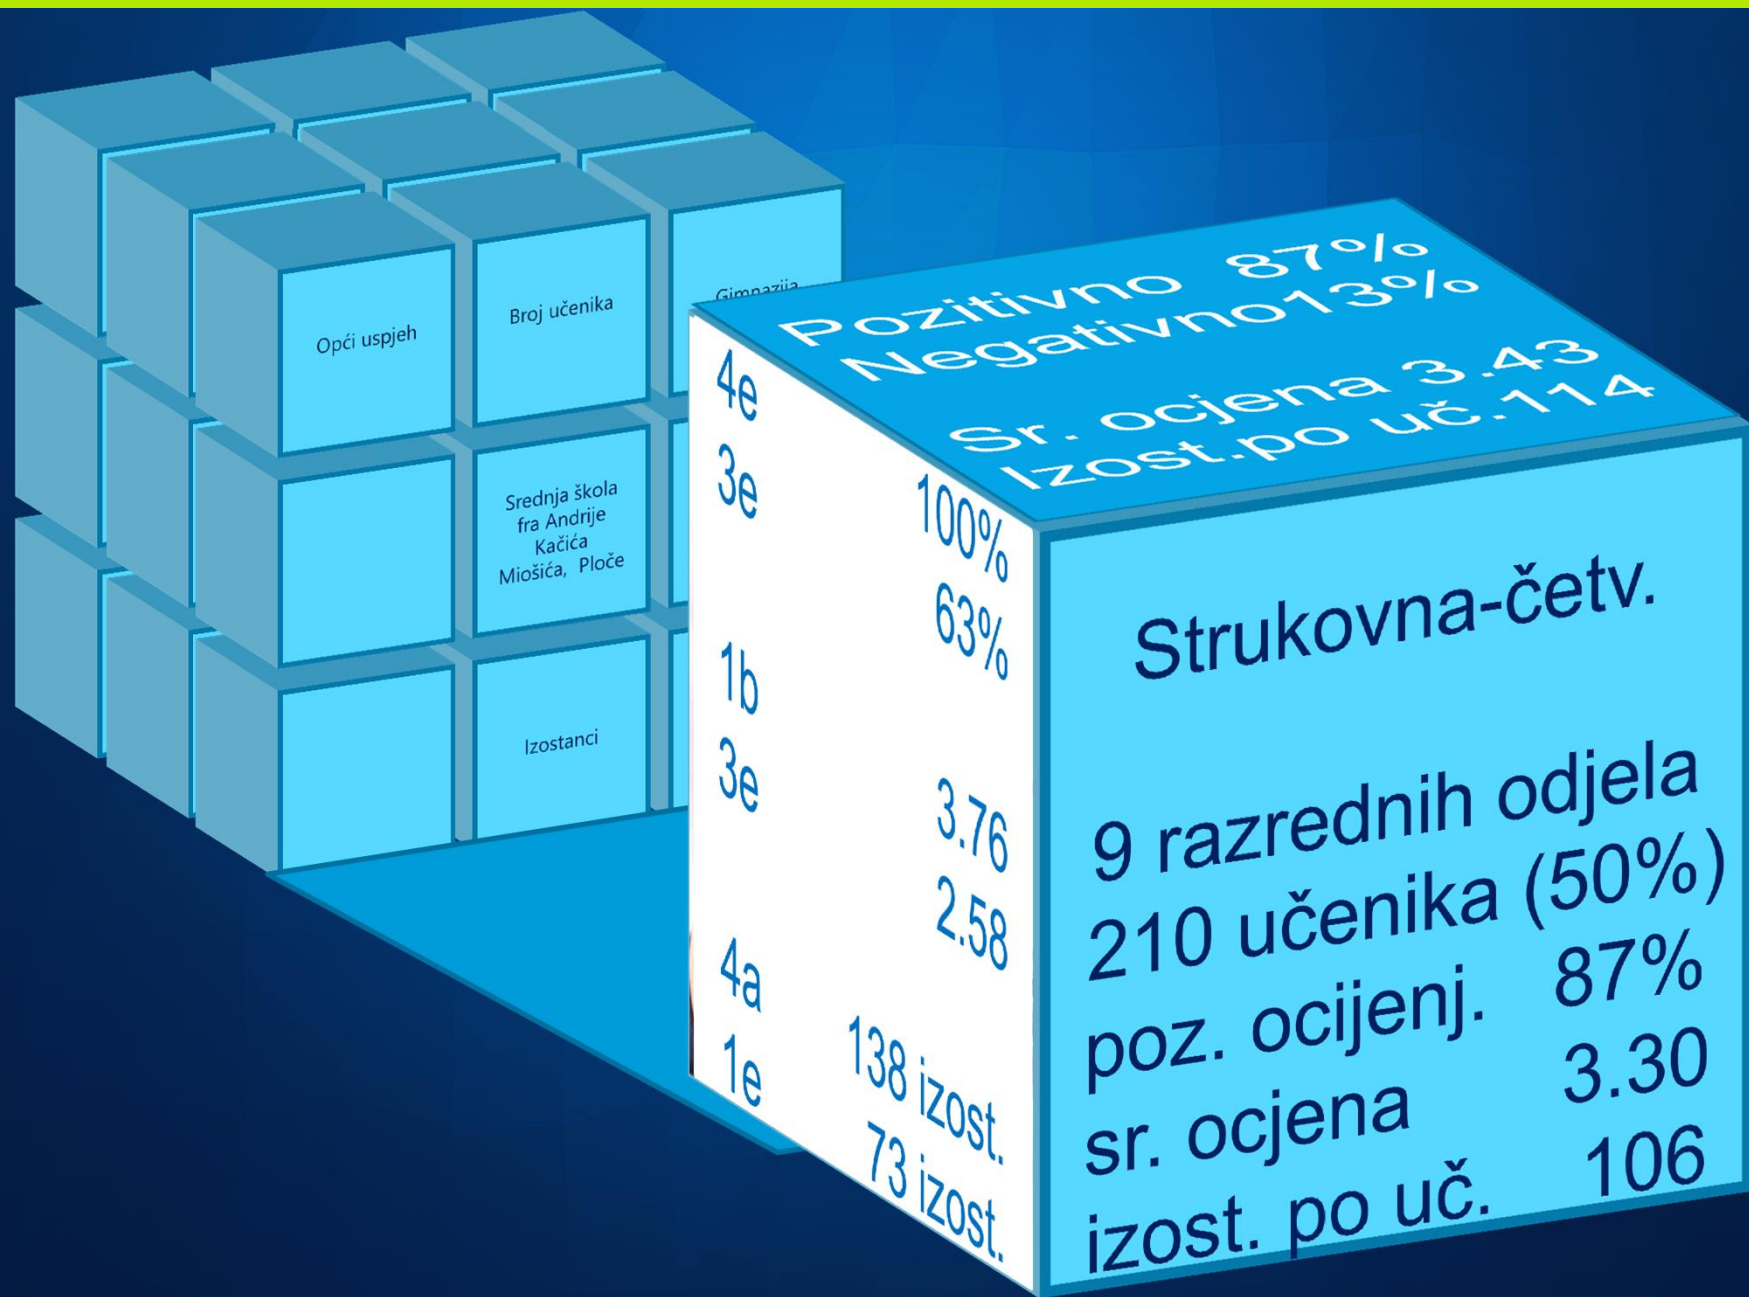 Opći uspjeh
Broj učenika
Gimnazija
Srednja škola
fra Andrije
Kačića
Miošića, Ploče
Izostanci
Pozitivno 87%
Negativno13%
Sr. ocjena 3.43
Izost.po uč.114
4e 100%
3e 63%
1b 3.76
3e 2.58
4a 138 izost.
1e 73 izost.
Strukovna-četv.
9 razrednih odjela
210 učenika (50%)
poz. ocijenj. 87%
sr. ocjena 3.30
izost. po uč. 106